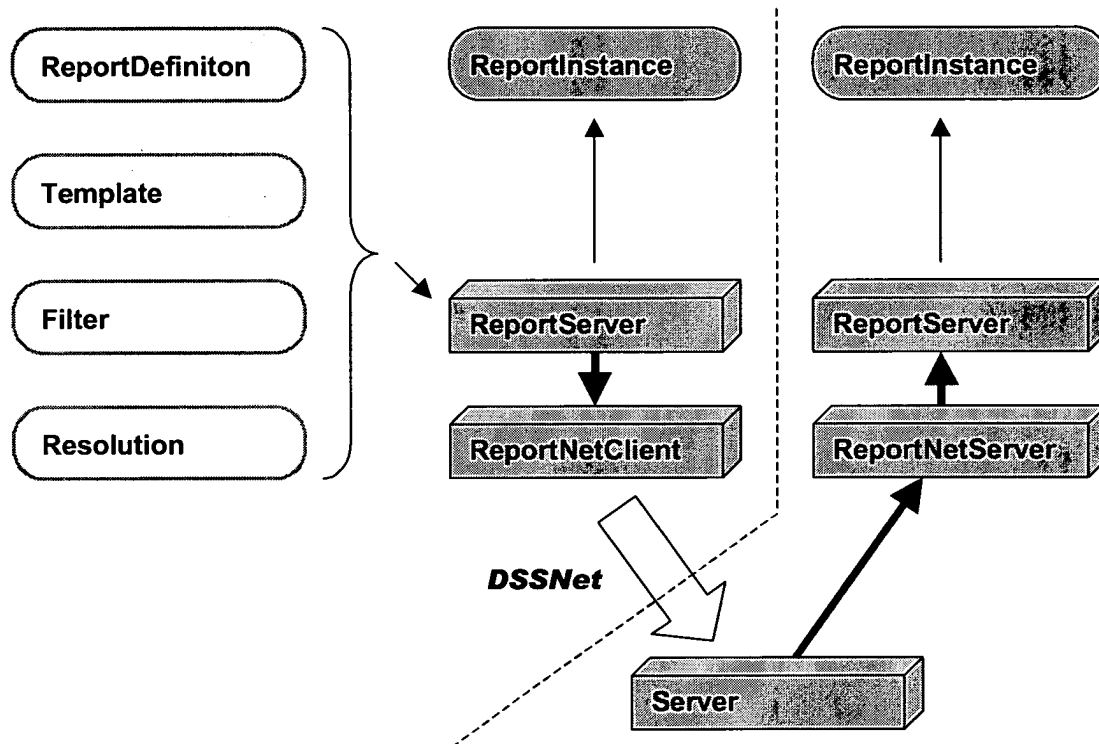 ReportDefiniton
Template
Filter
Resolution
ReportInstance
ReportServer
ReportNetClient
DSSNet
ReportInstance
ReportServer
ReportNetServer
Server